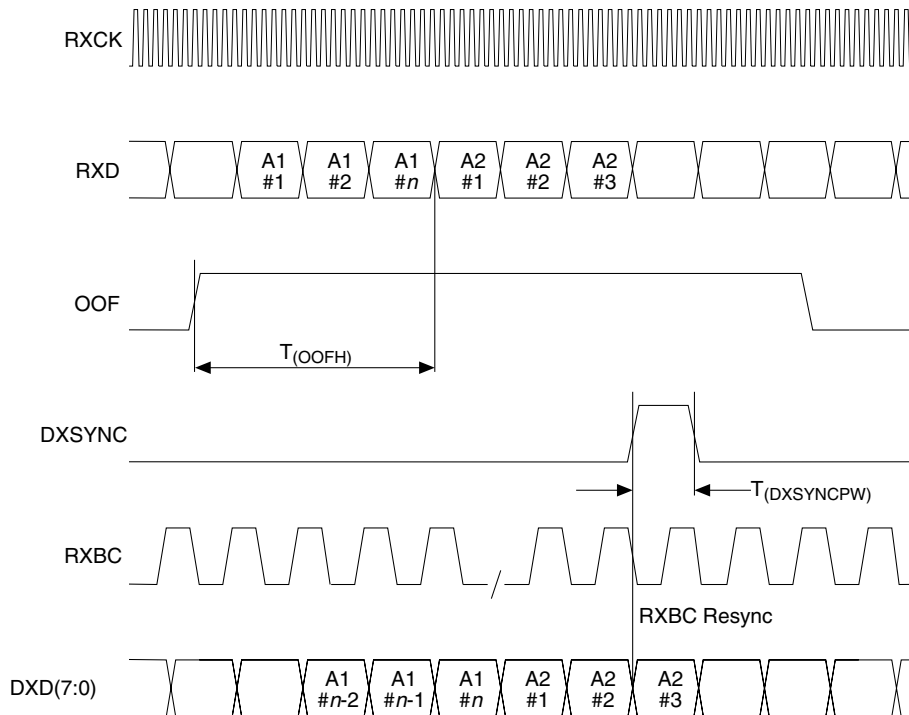 RXCK
RXD
A1 A1 A1 A2 A2 A2
#1 #2 #n #1 #2 #3
OOF
T(OOFH)
DXSYNC
T(DXSYNCPW)
RXBC
RXBC Resync
DXD(7:0)
A1 A1 A1 A2 A2 A2
#n-2 #n-1 #n #1 #2 #3